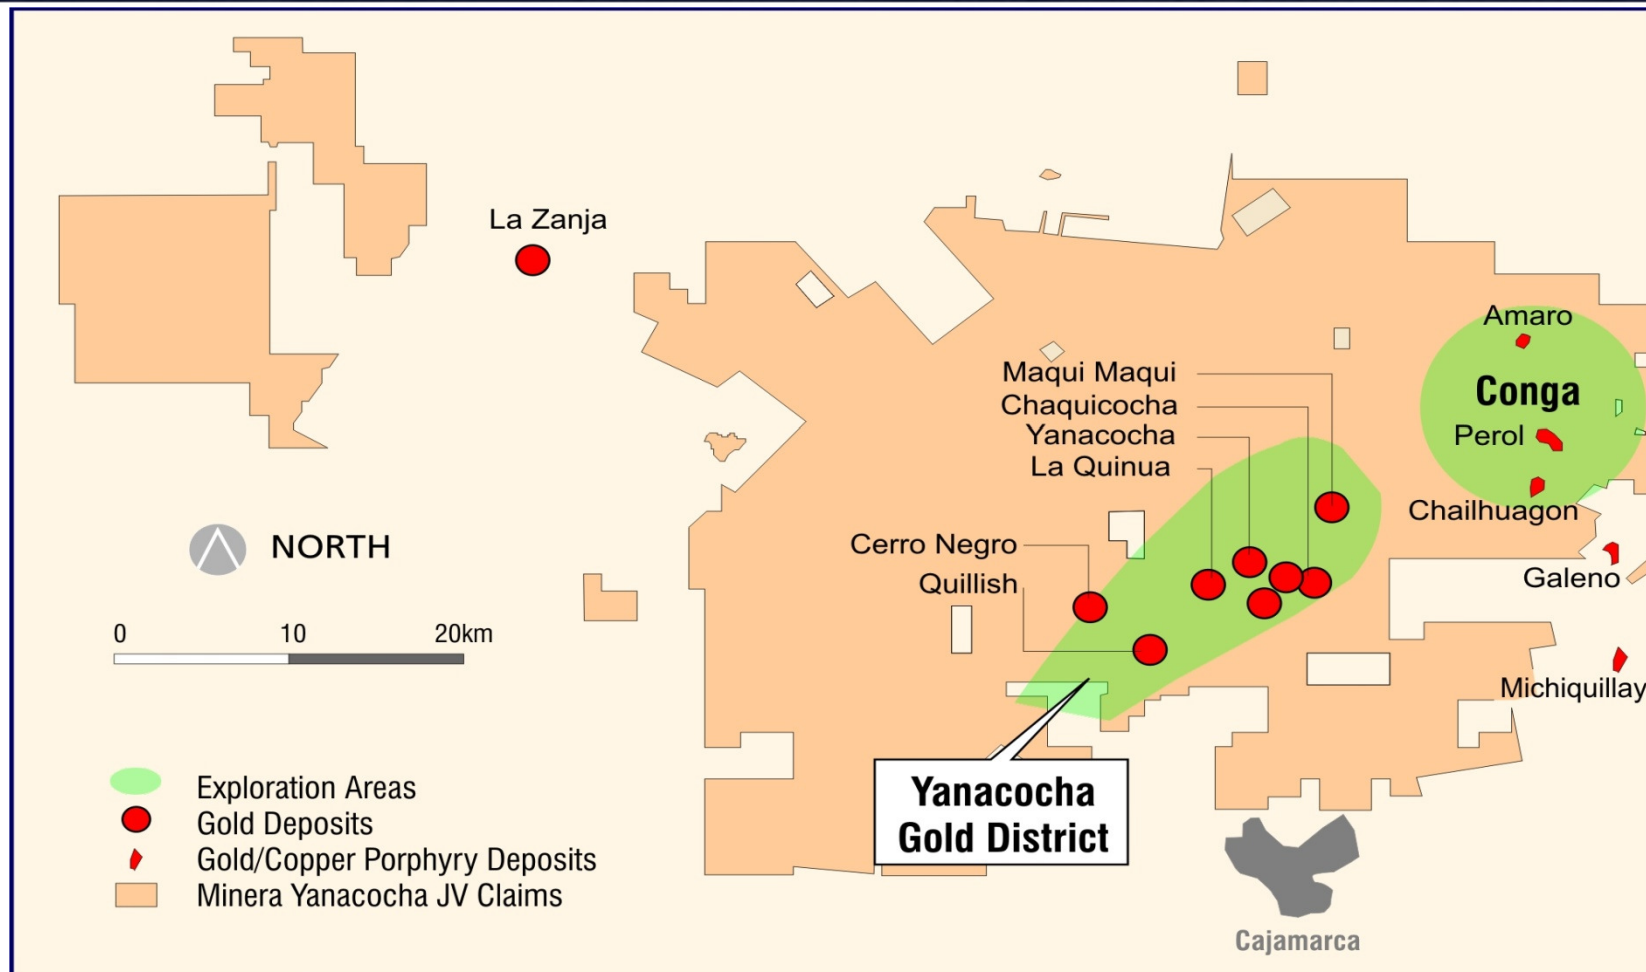 La Zanja
Amaro
Maqui Maqui
Conga
Chaquicocha
Yanacocha
Perol
La Quinua
Chailhuagon
NORTH
Cerro Negro
Galeno
Quillish
0 10 20km
Michiquillay
Yanacocha
Gold District
Exploration Areas
Gold Deposits
Gold/Copper Porphyry Deposits
Minera Yanacocha JV Claims
Cajamarca